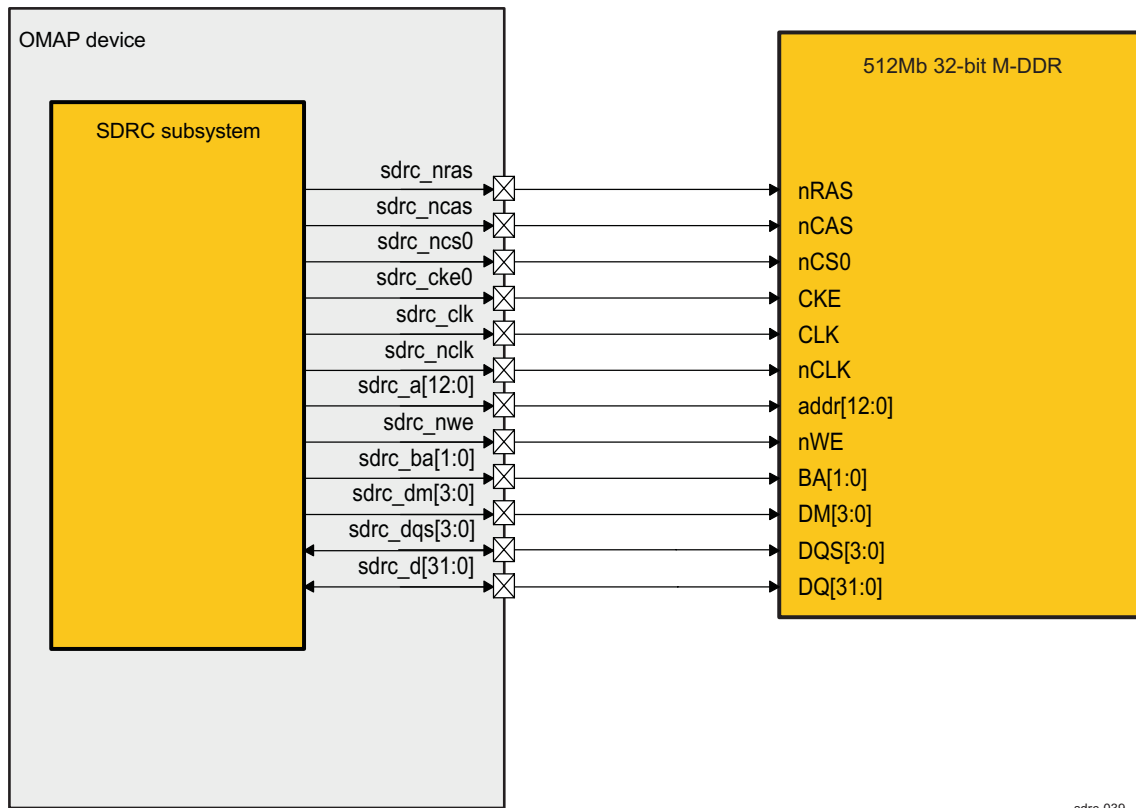 OMAP device
512Mb 32-bit M-DDR
SDRC subsystem
sdrc_nras
nRAS
sdrc_ncas
nCAS
sdrc_ncs0
nCS0
sdrc_cke0
CKE
sdrc_clk
CLK
sdrc_nclk
nCLK
sdrc_a[12:0]
addr[12:0]
sdrc_nwe
nWE
sdrc_ba[1:0]
BA[1:0]
sdrc_dm[3:0]
DM[3:0]
sdrc_dqs[3:0]
DQS[3:0]
sdrc_d[31:0]
DQ[31:0]
sdrc-039